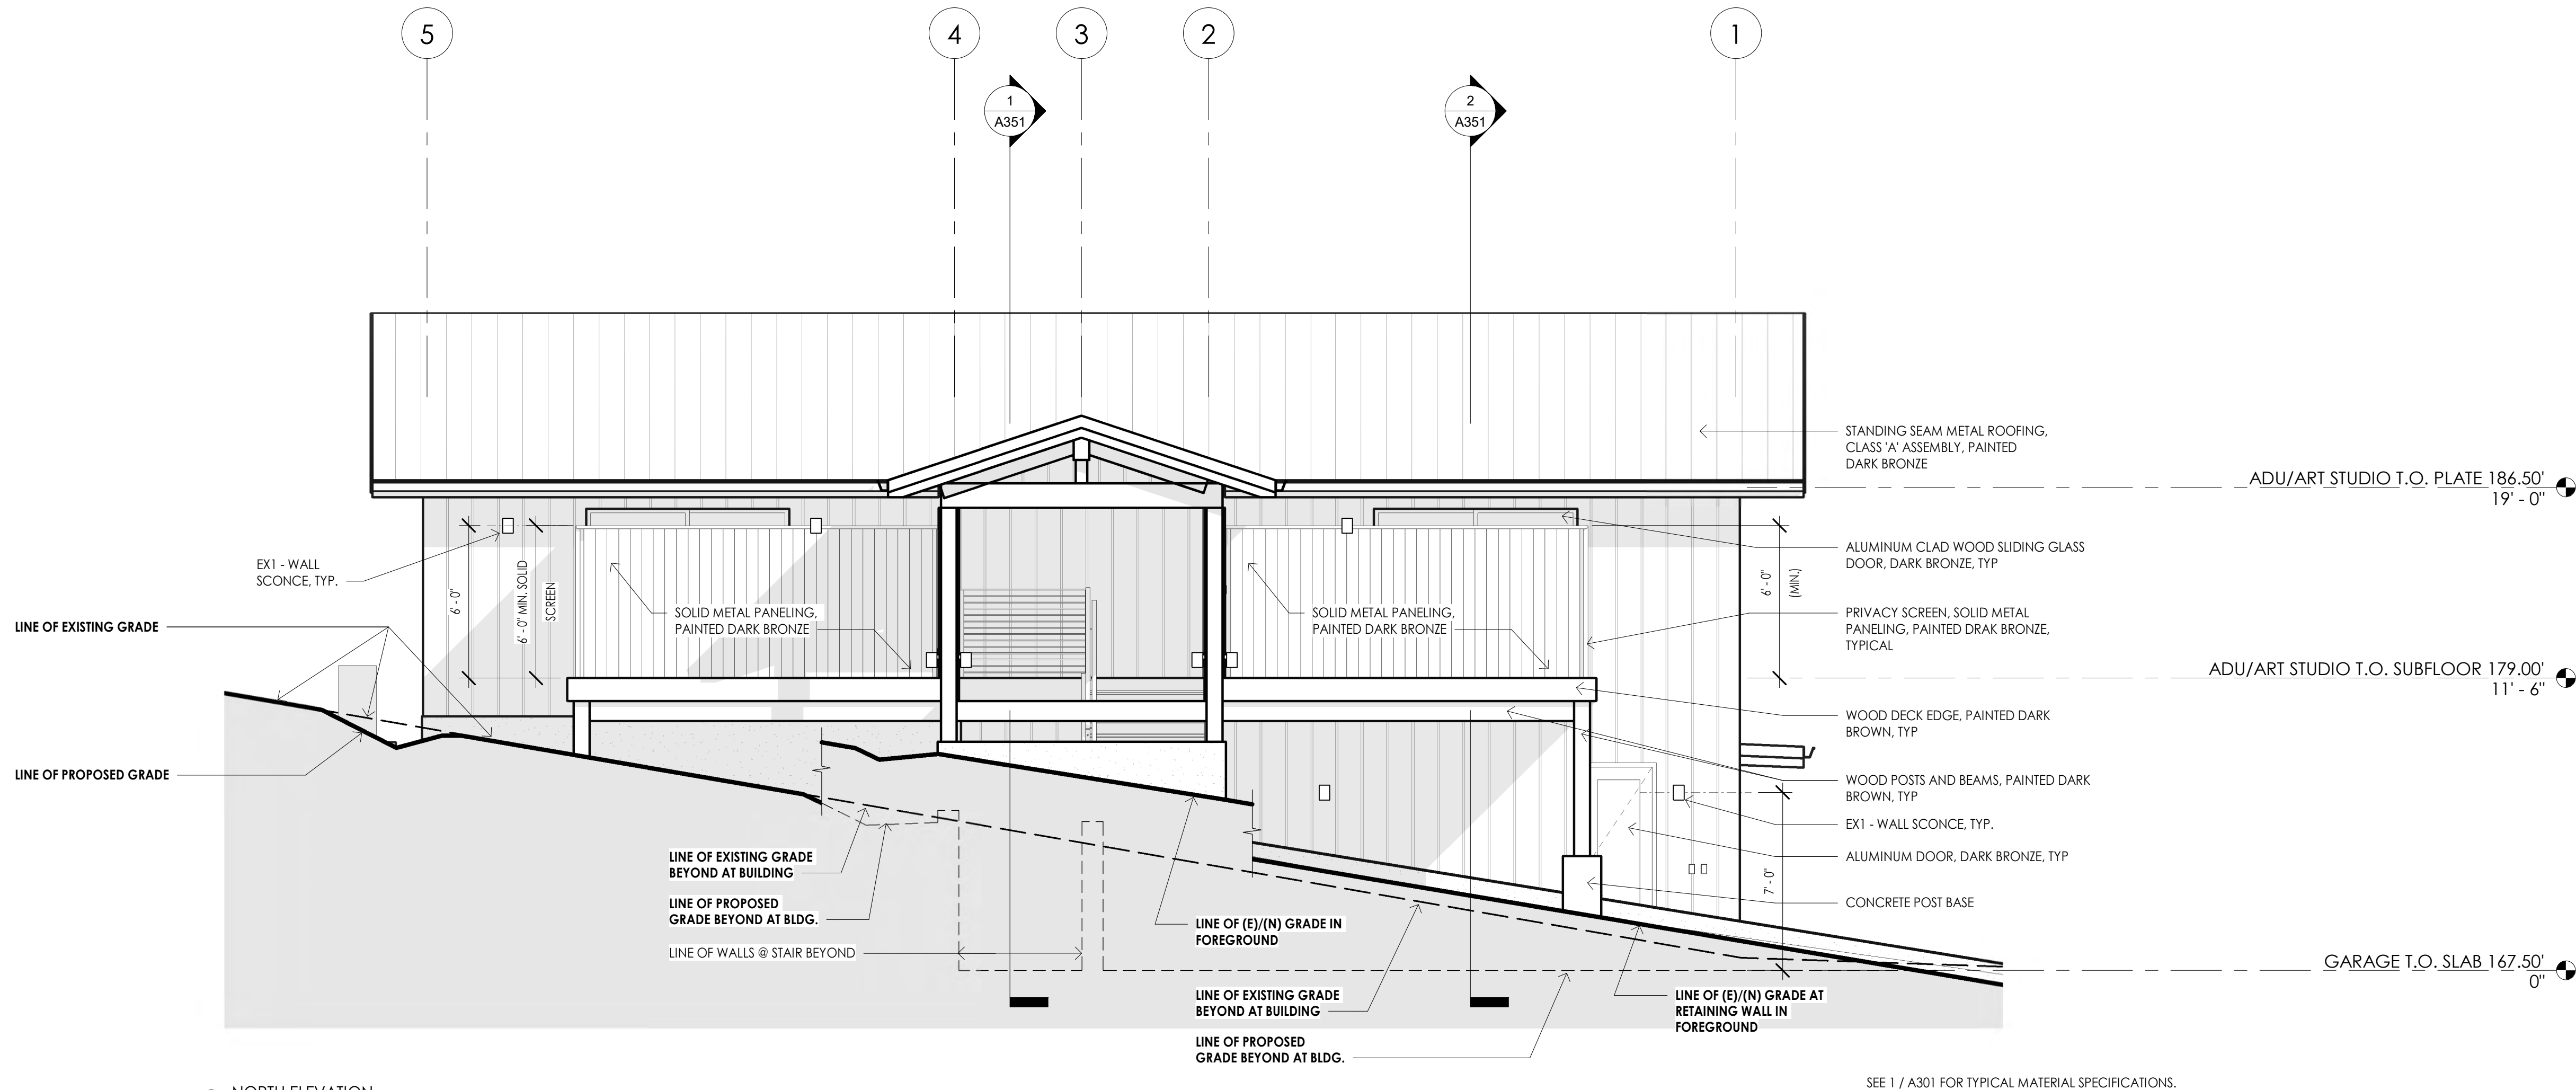 5
4
3
2
1
1
A351
2
A351
STANDING SEAM METAL ROOFING,
CLASS 'A' ASSEMBLY, PAINTED
DARK BRONZE
ADU/ART STUDIO T.O. PLATE 186.50'
19' - 0"
EX1 - WALL
SCONCE, TYP.
6' - 0"
6' - 0" MIN. SOLID
SCREEN
ALUMINUM CLAD WOOD SLIDING GLASS
DOOR, DARK BRONZE, TYP
6' - 0"
(MIN.)
SOLID METAL PANELING,
PAINTED DARK BRONZE
SOLID METAL PANELING,
PAINTED DARK BRONZE
PRIVACY SCREEN, SOLID METAL
PANELING, PAINTED DRAK BRONZE,
TYPICAL
LINE OF EXISTING GRADE
ADU/ART STUDIO T.O. SUBFLOOR 179.00'
11' - 6"
WOOD DECK EDGE, PAINTED DARK
BROWN, TYP
LINE OF PROPOSED GRADE
WOOD POSTS AND BEAMS, PAINTED DARK
BROWN, TYP
EX1 - WALL SCONCE, TYP.
ALUMINUM DOOR, DARK BRONZE, TYP
7' - 0"
CONCRETE POST BASE
LINE OF EXISTING GRADE
BEYOND AT BUILDING
LINE OF PROPOSED
GRADE BEYOND AT BLDG.
LINE OF WALLS @ STAIR BEYOND
LINE OF (E)/(N) GRADE IN
FOREGROUND
GARAGE T.O. SLAB 167.50'
0"
LINE OF EXISTING GRADE
BEYOND AT BUILDING
LINE OF PROPOSED
GRADE BEYOND AT BLDG.
LINE OF (E)/(N) GRADE AT
RETAINING WALL IN
FOREGROUND
NORTH ELEVATION
SEE 1 / A301 FOR TYPICAL MATERIAL SPECIFICATIONS.